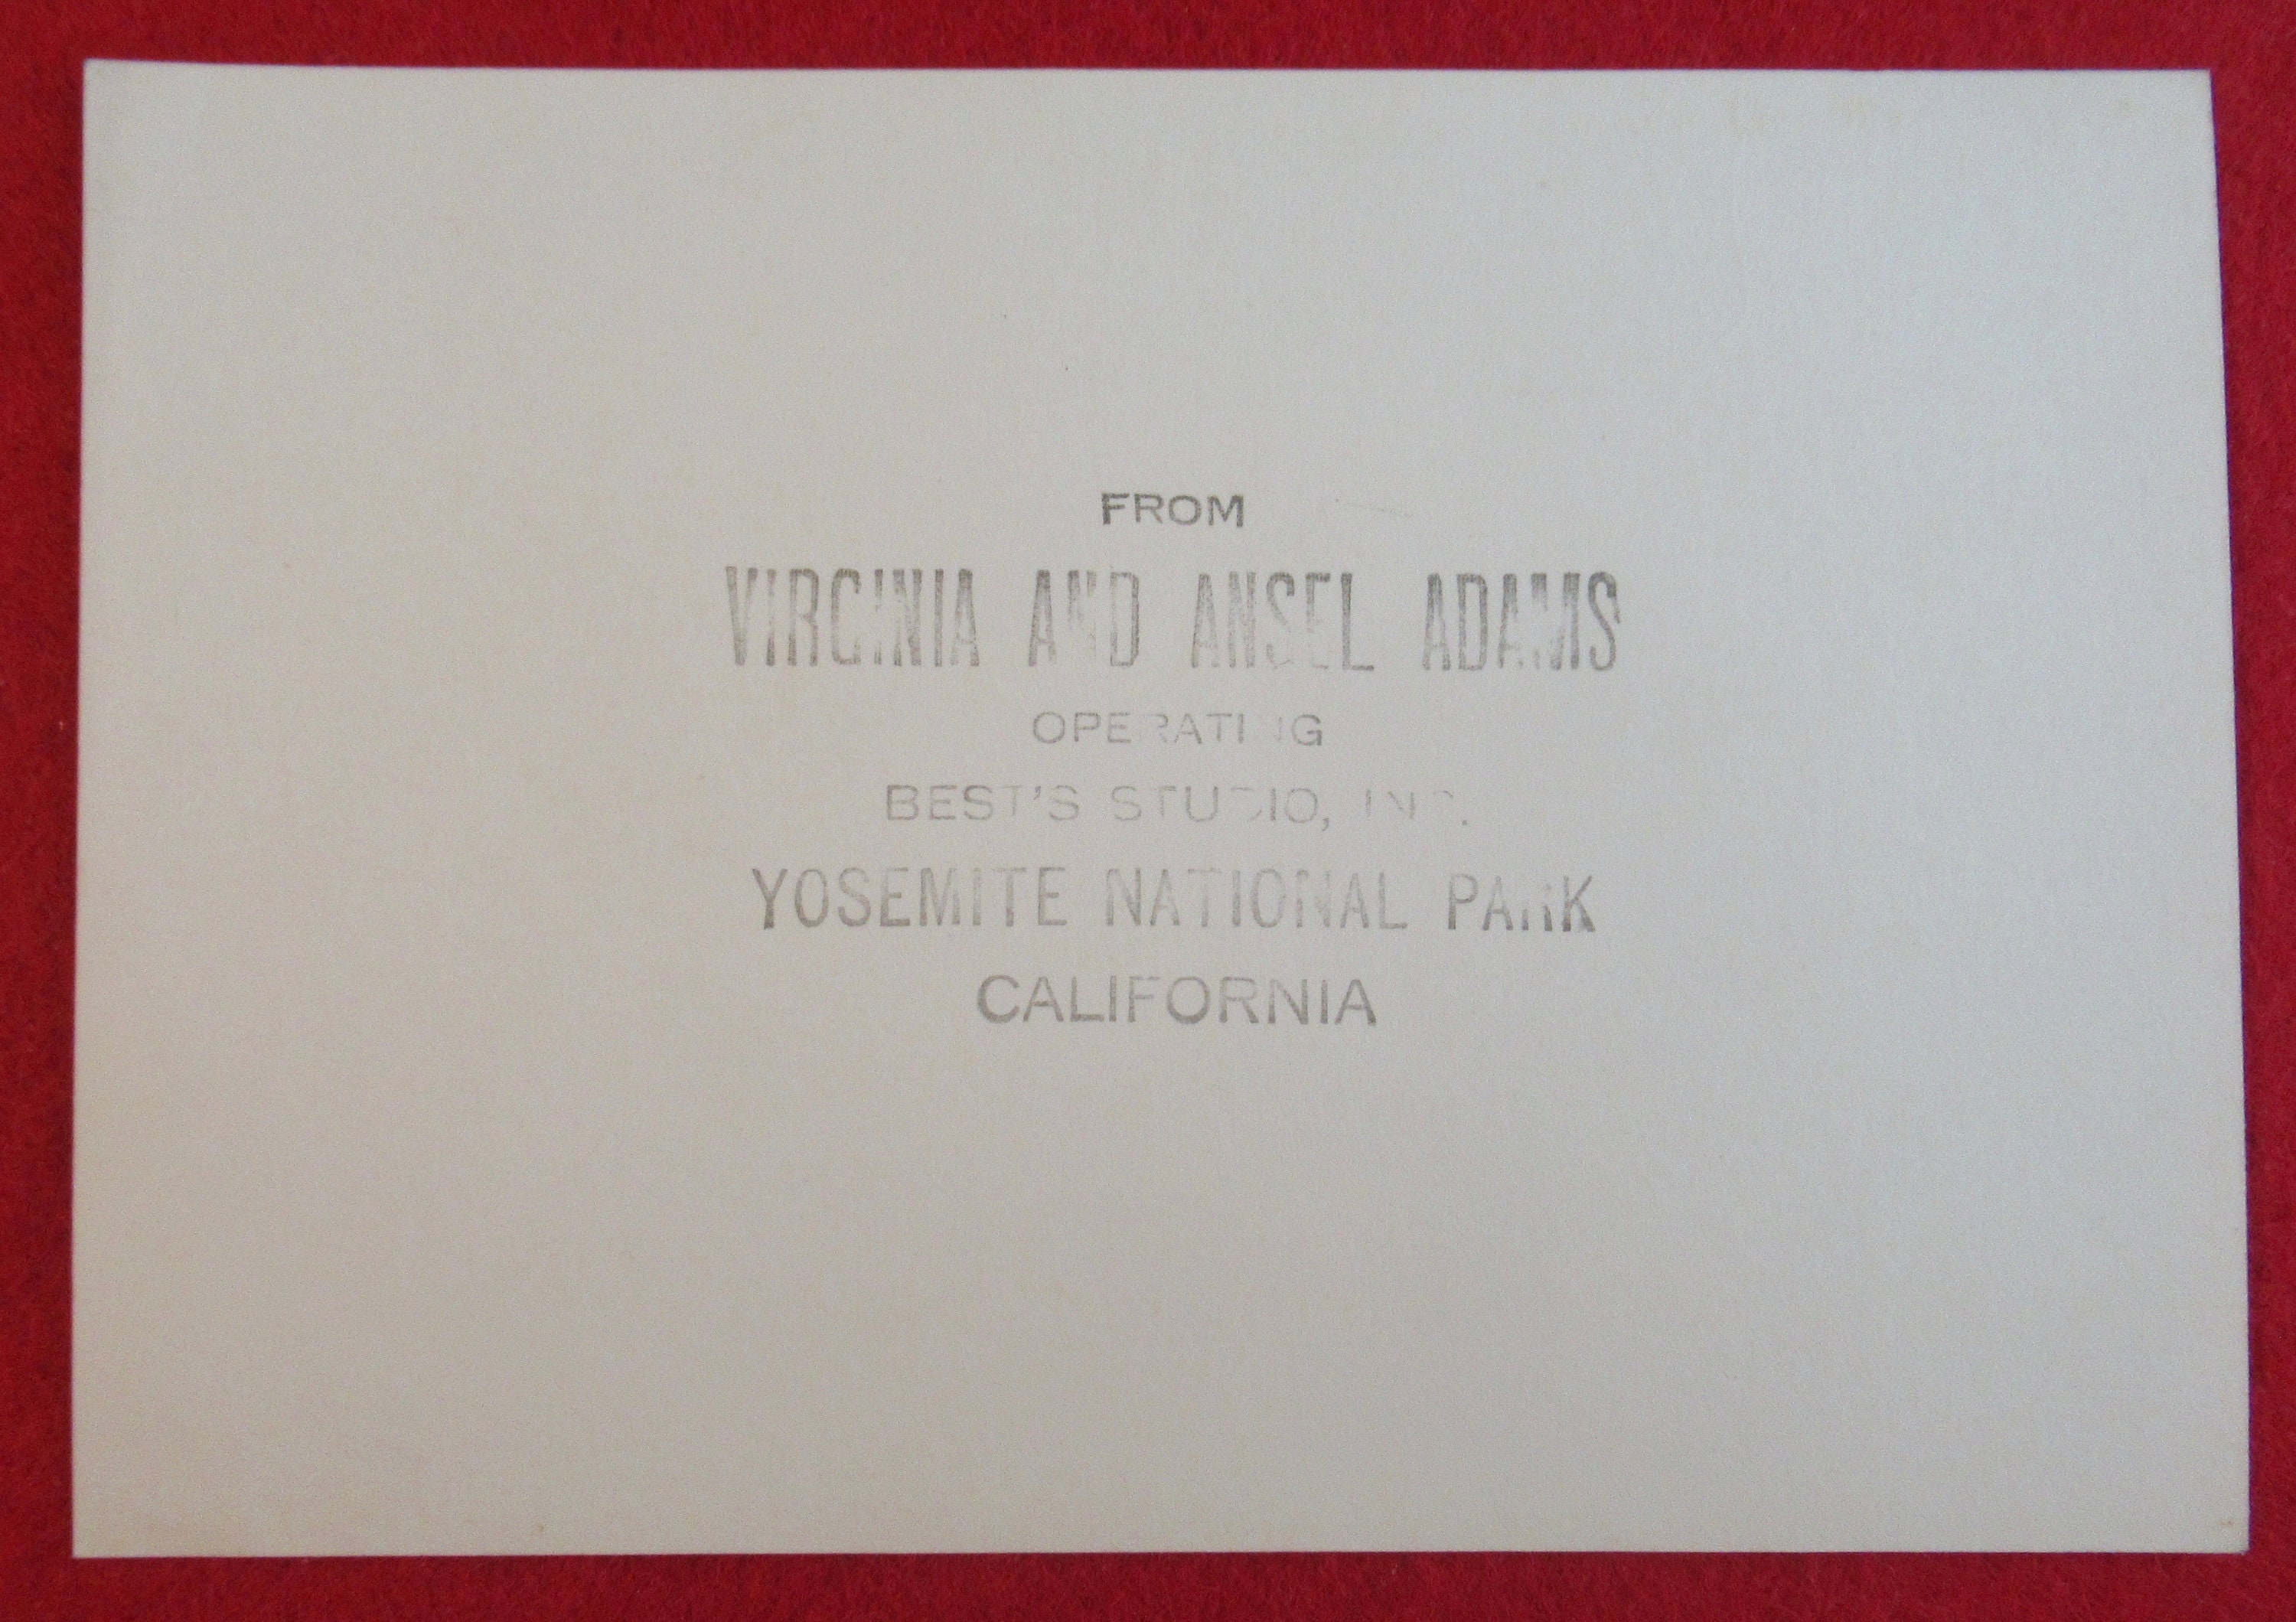 FROM
VIRGINIA AND ANSEL ADAMS
OPERATING
BEST'S STUDIO, INC.
YOSEMITE NATIONAL PARK
CALIFORNIA